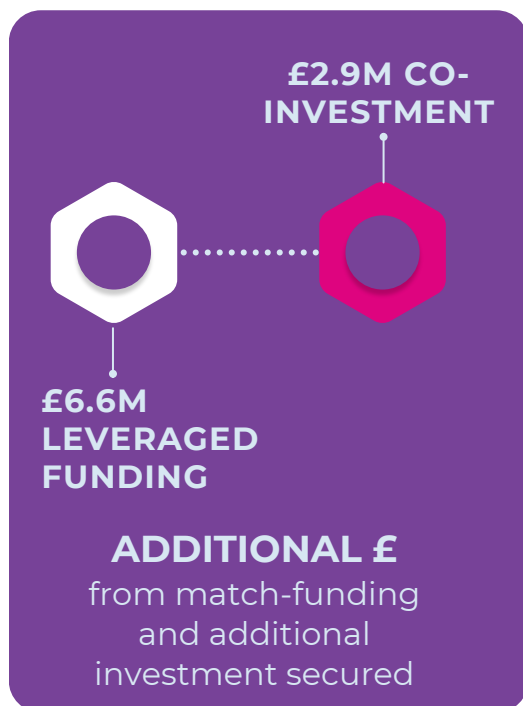 £2.9M CO-
INVESTMENT
£6.6M
LEVERAGED
FUNDING
ADDITIONAL £
from match-funding
and additional
investment secured